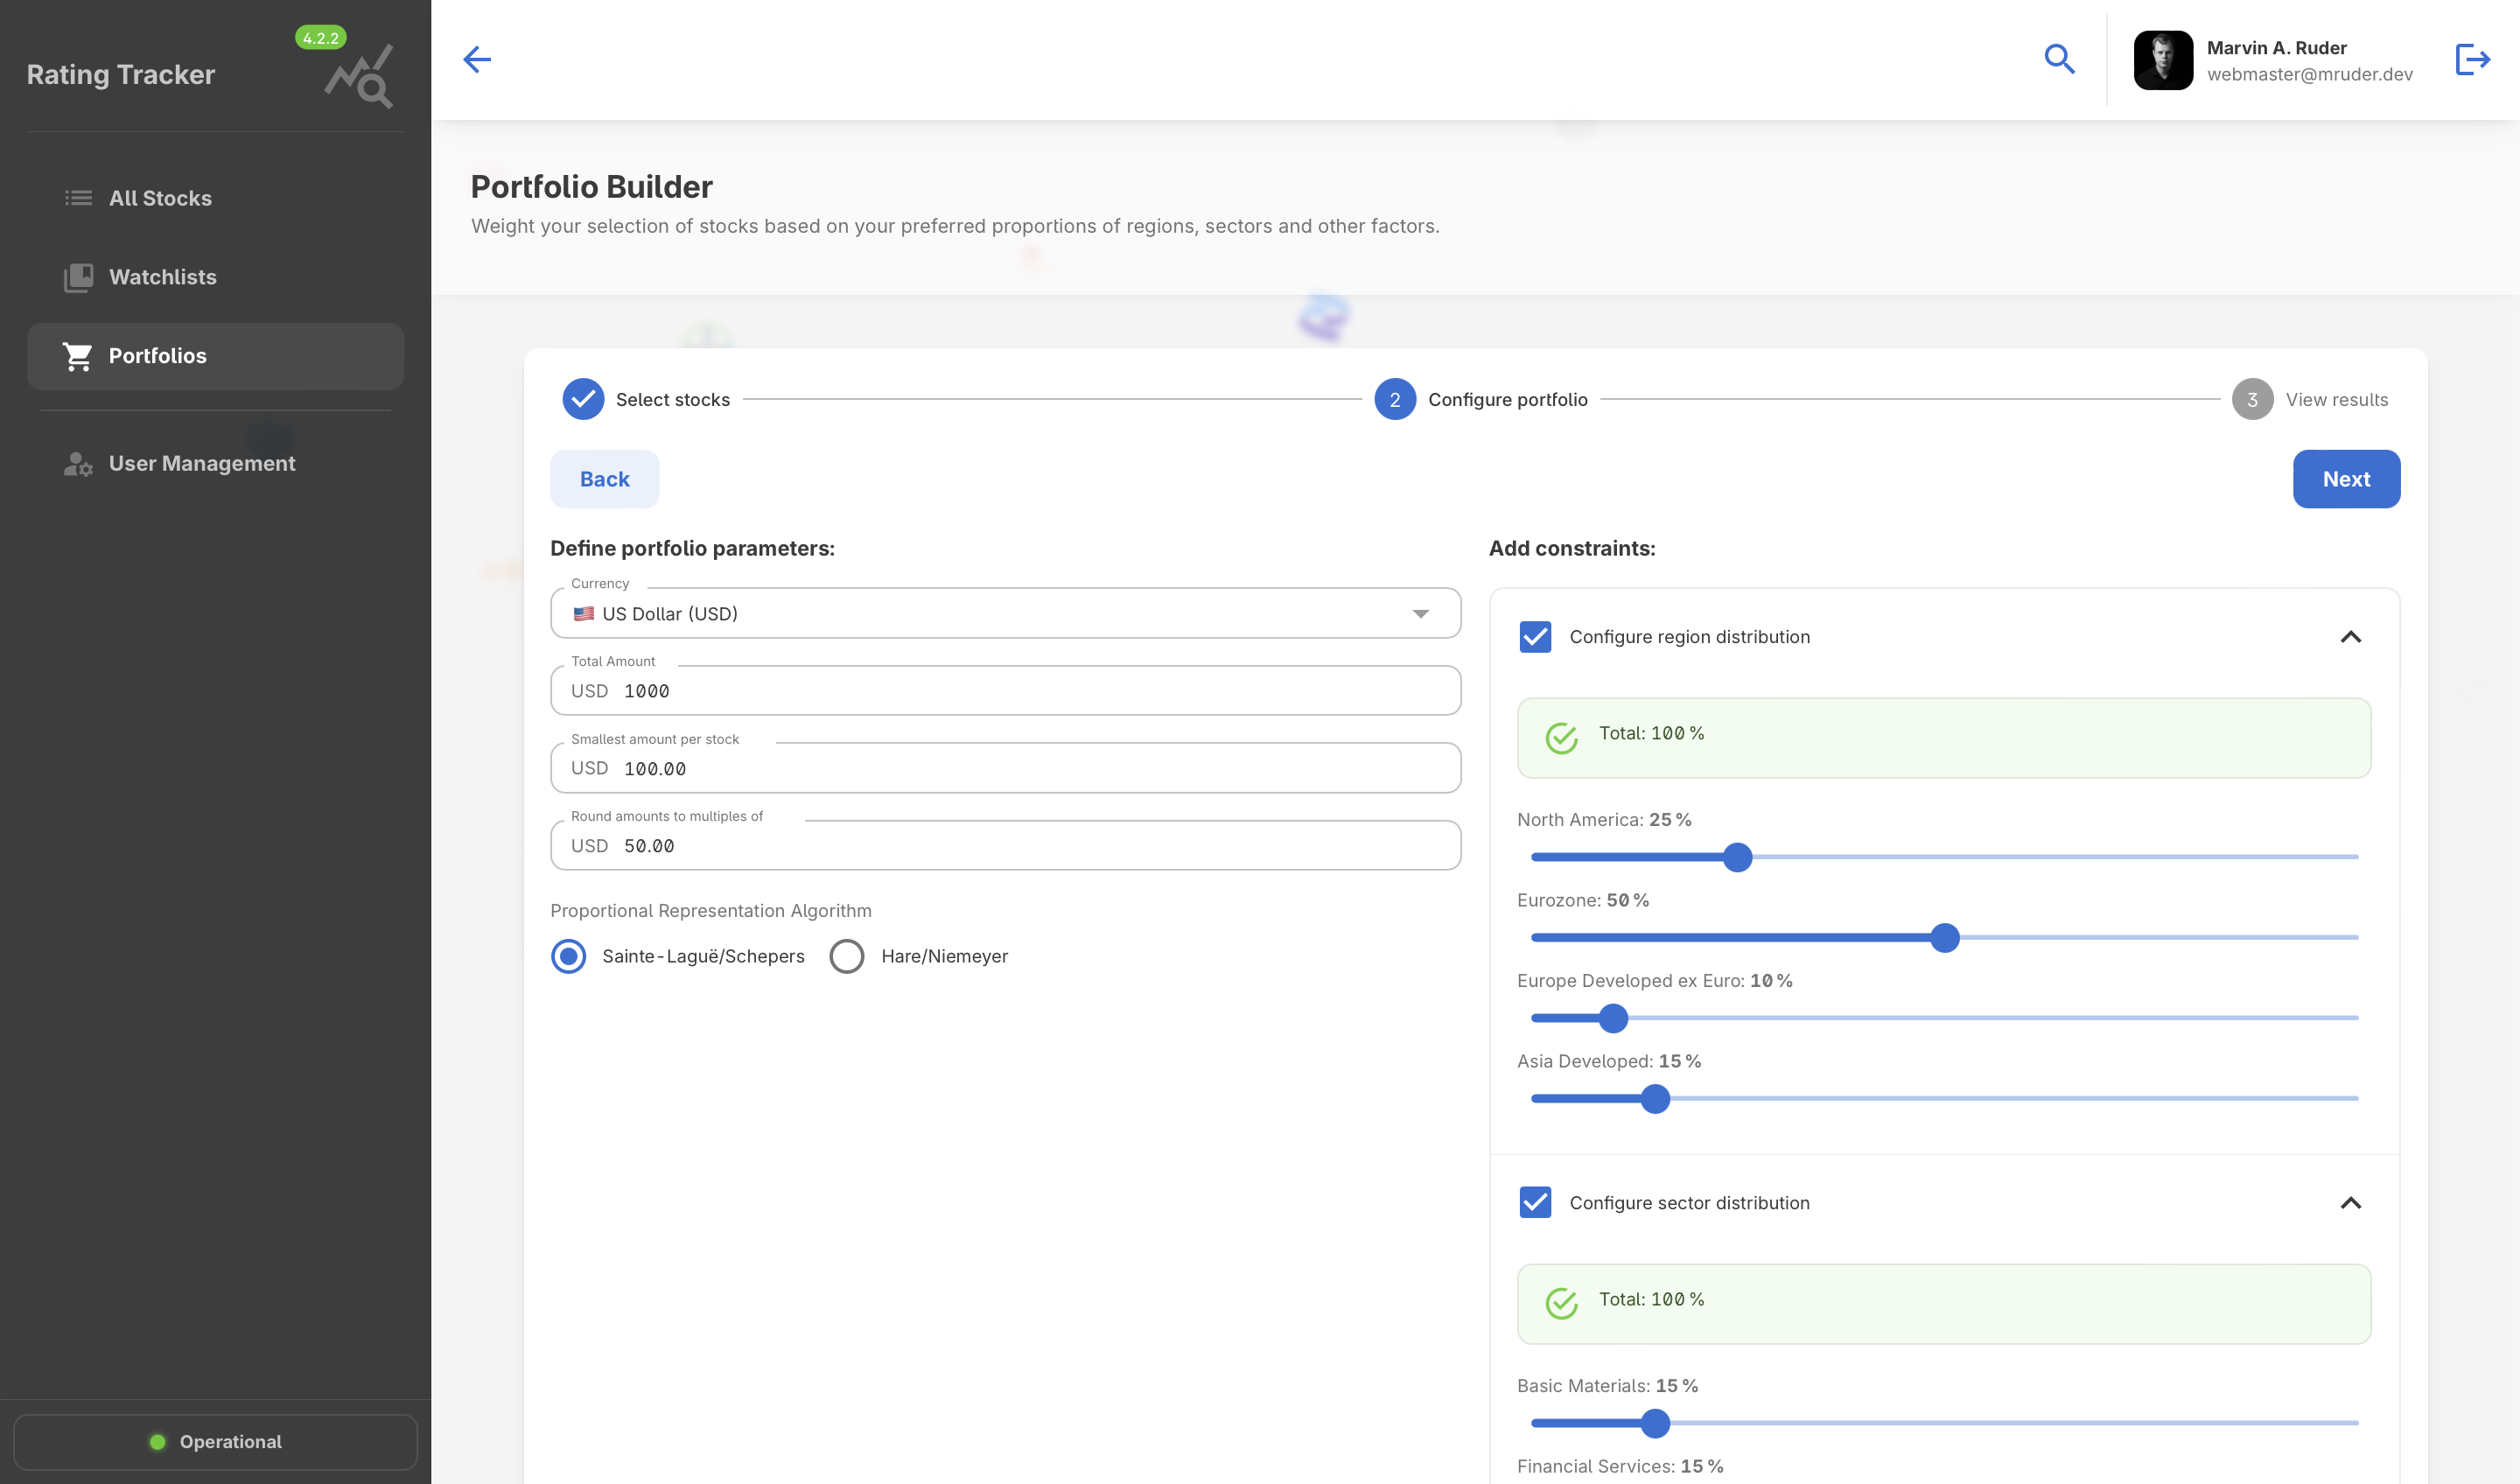 4.2.2
Rating Tracker
All Stocks
Watchlists
Portfolios
User Management
Operational
Marvin A. Ruder
webmaster@mruder.dev
Portfolio Builder
Weight your selection of stocks based on your preferred proportions of regions, sectors and other factors.
Select stocks
2 Configure portfolio
3 View results
Back
Next
Define portfolio parameters:
Currency
US Dollar (USD)
Total Amount
USD 1000
Smallest amount per stock
USD 100.00
Round amounts to multiples of
USD 50.00
Proportional Representation Algorithm
Sainte-Laguë/Schepers Hare/Niemeyer
Add constraints:
Configure region distribution
Total: 100 %
North America: 25 %
Eurozone: 50 %
Europe Developed ex Euro: 10 %
Asia Developed: 15 %
Configure sector distribution
Total: 100 %
Basic Materials: 15 %
Financial Services: 15 %